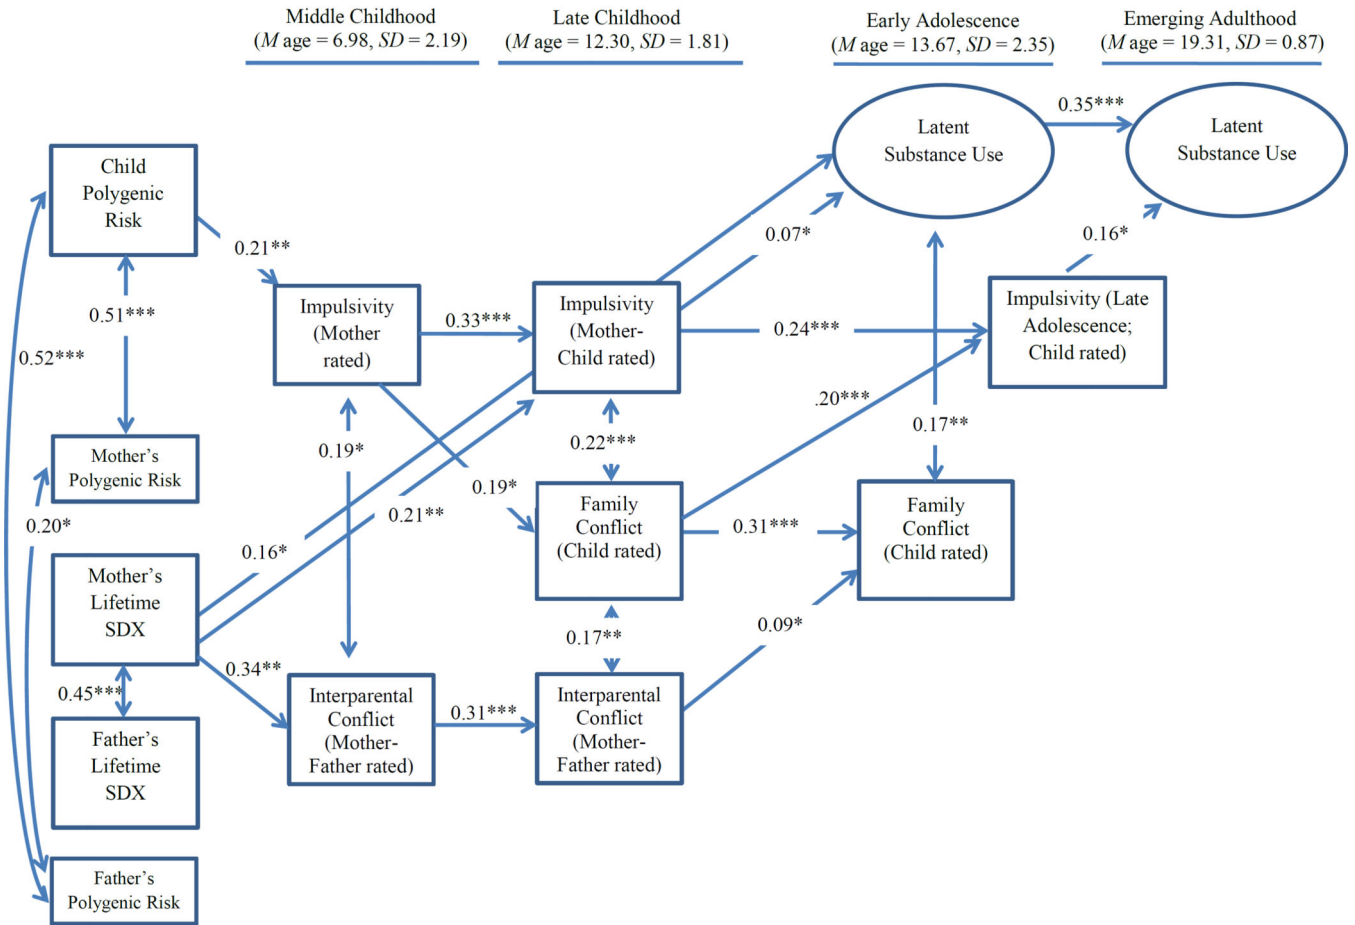 Middle Childhood
(M age = 6.98, SD = 2.19)
Late Childhood
(M age = 12.30, SD = 1.81)
Early Adolescence
(M age = 13.67, SD = 2.35)
Emerging Adulthood
(M age = 19.31, SD = 0.87)
Latent
Substance Use
0.35***
Latent
Substance Use
Child
Polygenic
Risk
0.21**
0.07*
0.16*
Impulsivity
(Mother
rated)
0.33***
Impulsivity
(Mother-
Child rated)
0.24***
Impulsivity (Late
Adolescence;
Child rated)
0.51***
0.52***
.20***
0.17**
0.19*
0.22***
Mother's
Polygenic Risk
0.19*
0.21**
0.20*
0.16*
Family
Conflict
(Child rated)
0.31***
Family
Conflict
(Child rated)
Mother's
Lifetime
SDX
0.17**
0.09*
0.34**
0.45***
Interparental
Conflict
(Mother-
Father rated)
0.31***
Interparental
Conflict
(Mother-
Father rated)
Father's
Lifetime
SDX
Father's
Polygenic Risk